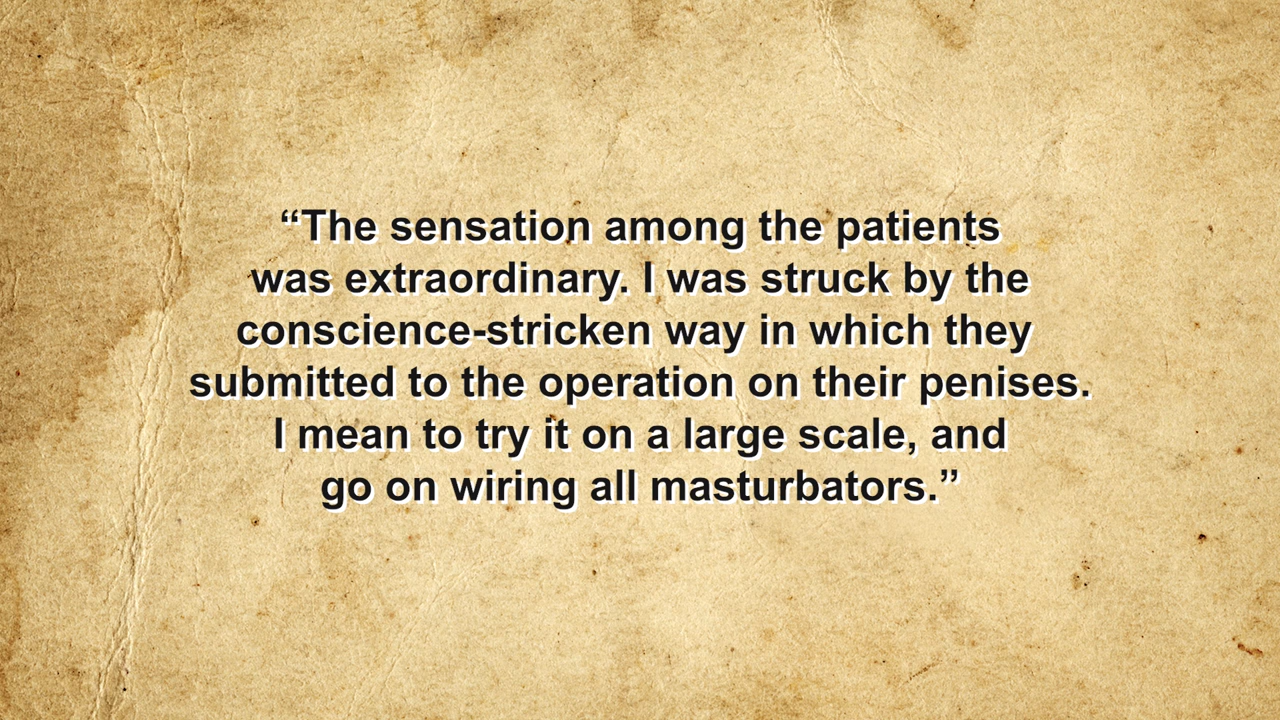 “The sensation among the patients
was extraordinary. I was struck by the
conscience-stricken way in which they
submitted to the operation on their penises.
I mean to try it on a large scale, and
go on wiring all masturbators.”